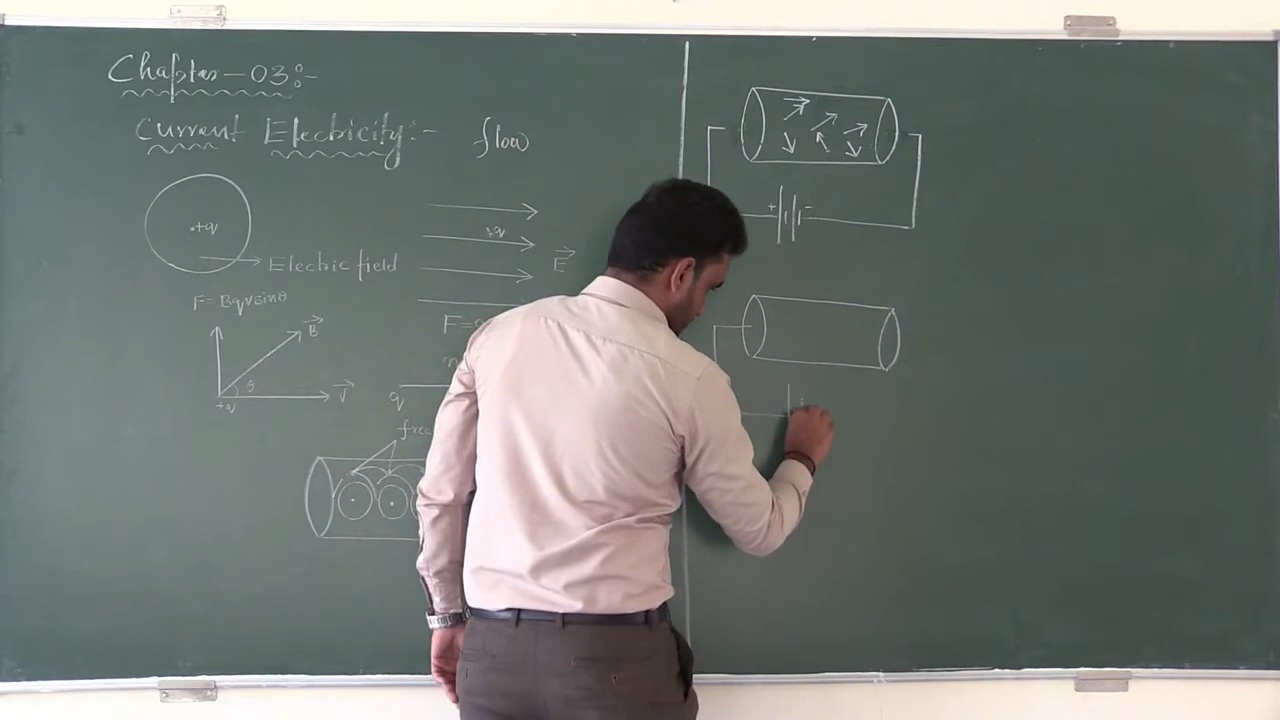 Chapter - 03:-
Current Electricity:- flow
+q
Electric field
+q
E
F = Bqvsinθ
B
θ
V
+q
F=
q
free
+ -